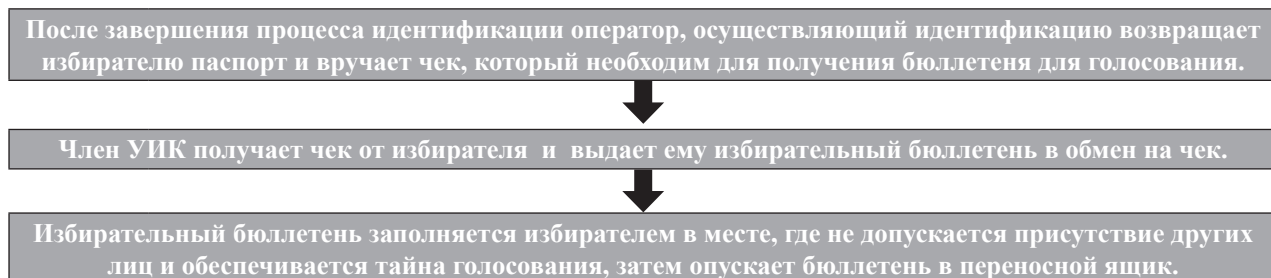 После завершения процесса идентификации оператор, осуществляющий идентификацию возвращает
избирателю паспорт и вручает чек, который необходим для получения бюллетеня для голосования.
Член УИК получает чек от избирателя и выдает ему избирательный бюллетень в обмен на чек.
Избирательный бюллетень заполняется избирателем в месте, где не допускается присутствие других
лиц и обеспечивается тайна голосования, затем опускает бюллетень в переносной ящик.